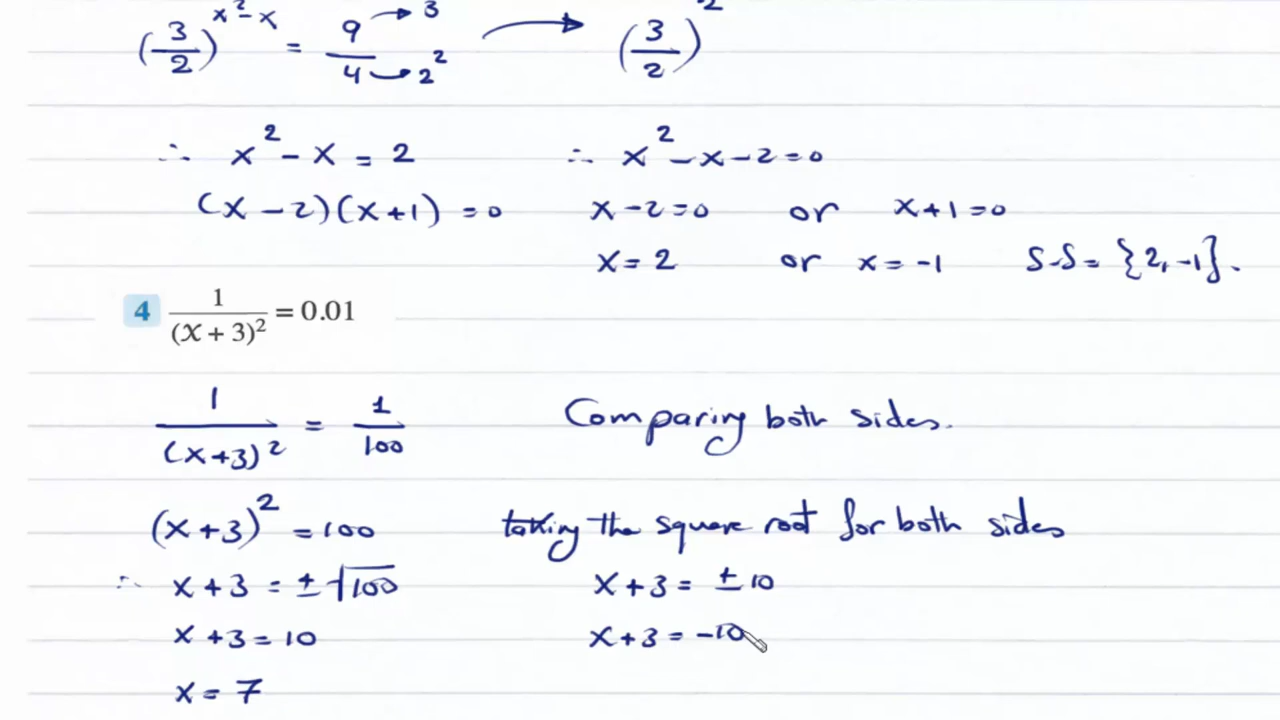 (3/2)^(x²-x) = 9/4 → 3 → 2² → (3/2)²
∴ x² - x = 2 ∴ x² - x - 2 = 0
(x - 2)(x + 1) = 0 x - 2 = 0 or x + 1 = 0
x = 2 or x = -1 S.S = {2, -1}.
4 1/(x + 3)² = 0.01
1/(x+3)² = 1/100 Comparing both sides.
(x+3)² = 100 taking the square root for both sides
∴ x + 3 = ±√100 x + 3 = ± 10
x + 3 = 10 x + 3 = -10
x = 7